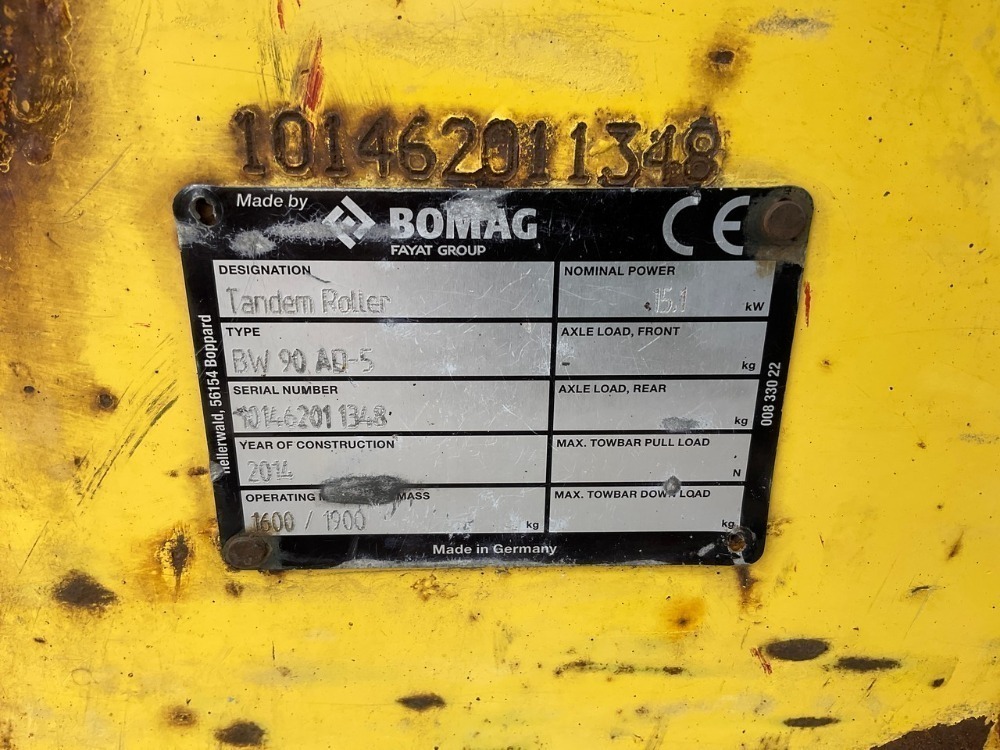 101462011348
Made by BOMAG CE
FAYAT GROUP
DESIGNATION
Tandem Roller
NOMINAL POWER
15.1 kW
TYPE
BW 90 AD-5
AXLE LOAD, FRONT
- kg
SERIAL NUMBER
101462011348
AXLE LOAD, REAR
kg
YEAR OF CONSTRUCTION
2014
MAX. TOWBAR PULL LOAD
N
OPERATING MASS
1600 / 1900 kg
MAX. TOWBAR DOWN LOAD
kg
Made in Germany
Hellerwald, 56154 Boppard
008 330 22